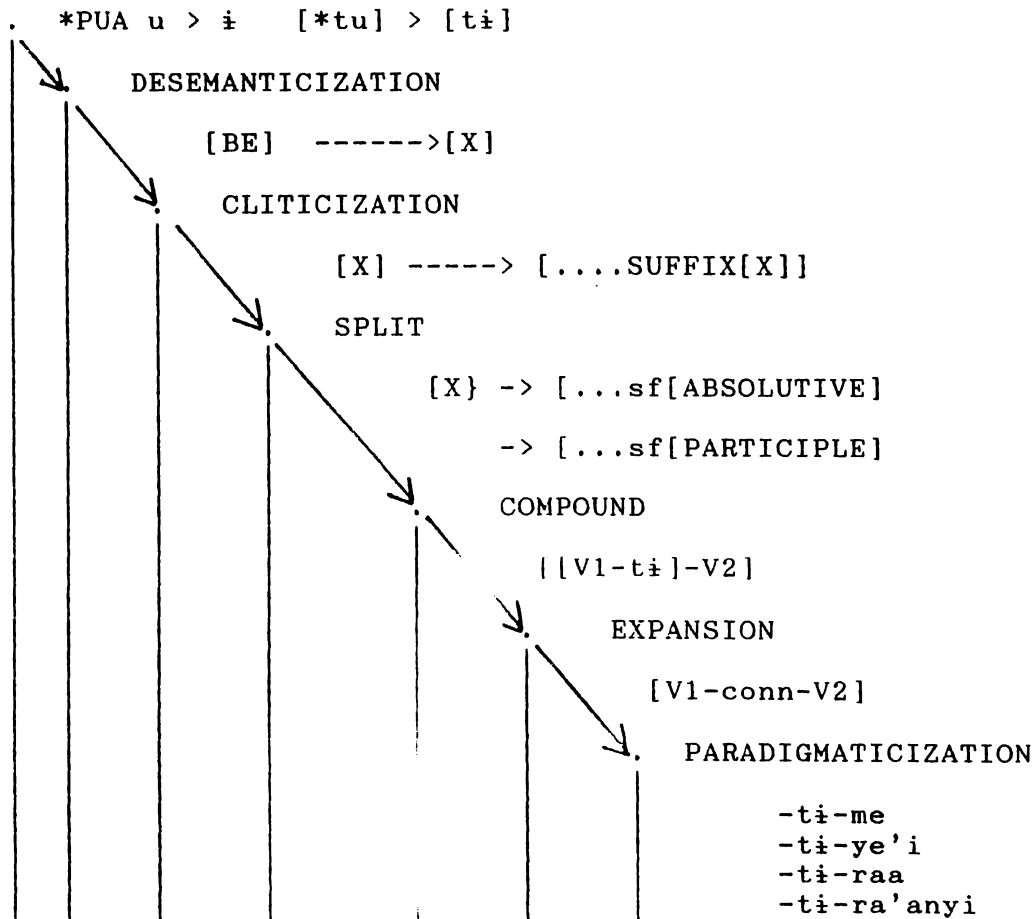 *PUA u > ɨ [*tu] > [tɨ]
DESEMANTICIZATION
[BE] ------>[X]
CLITICIZATION
[X] -----> [....SUFFIX[X]]
SPLIT
[X} -> [...sf[ABSOLUTIVE]
-> [...sf[PARTICIPLE]
COMPOUND
[[V1-tɨ]-V2]
EXPANSION
[V1-conn-V2]
PARADIGMATICIZATION
-tɨ-me
-tɨ-ye'i
-tɨ-raa
-tɨ-ra'anyi